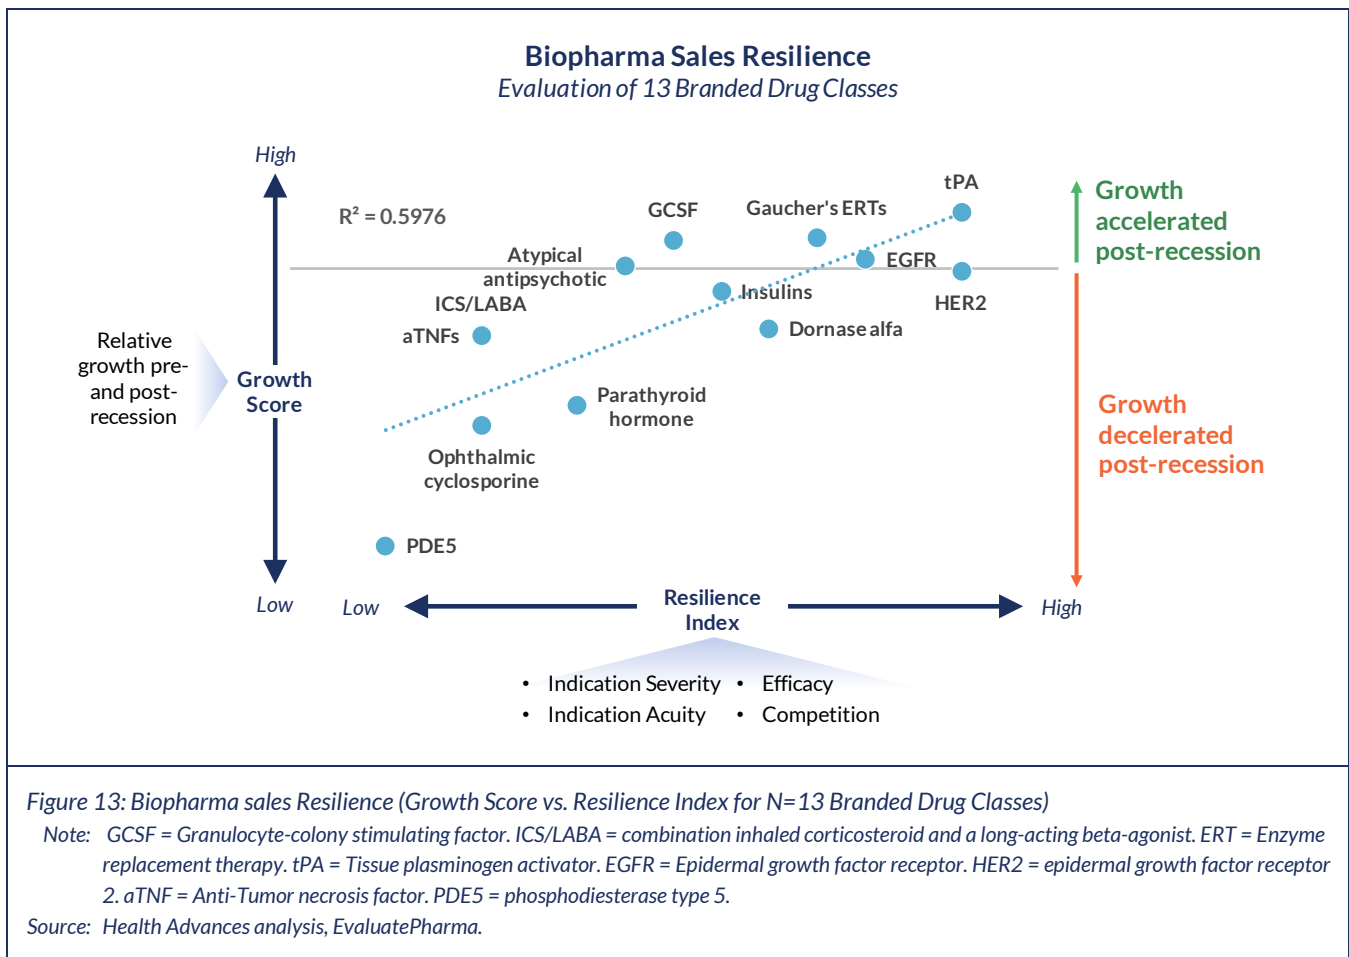 Biopharma Sales Resilience
Evaluation of 13 Branded Drug Classes
High
R² = 0.5976
tPA
GCSF
Gaucher's ERTs
Growth
accelerated
post-recession
Atypical
antipsychotic
EGFR
ICS/LABA
Insulins
HER2
aTNFs
Dornase alfa
Relative
growth pre-
and post-
recession
Growth
Score
Parathyroid
hormone
Growth
decelerated
post-recession
Ophthalmic
cyclosporine
PDE5
Low
Low
Resilience
Index
High
• Indication Severity
• Indication Acuity
• Efficacy
• Competition
Figure 13: Biopharma sales Resilience (Growth Score vs. Resilience Index for N=13 Branded Drug Classes)
Note: GCSF = Granulocyte-colony stimulating factor. ICS/LABA = combination inhaled corticosteroid and a long-acting beta-agonist. ERT = Enzyme
replacement therapy. tPA = Tissue plasminogen activator. EGFR = Epidermal growth factor receptor. HER2 = epidermal growth factor receptor
2. aTNF = Anti-Tumor necrosis factor. PDE5 = phosphodiesterase type 5.
Source: Health Advances analysis, EvaluatePharma.